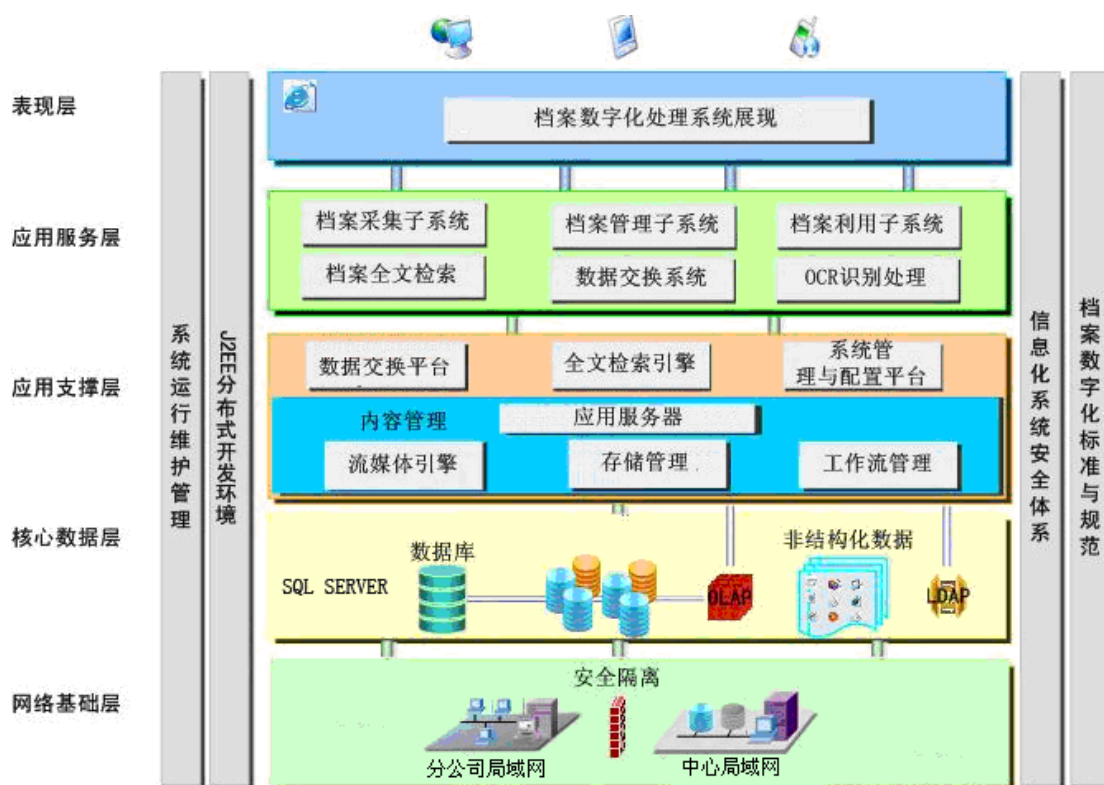 表现层
档案数字化处理系统展现
应用服务层
档案采集子系统
档案管理子系统
档案利用子系统
档案全文检索
数据交换系统
OCR识别处理
应用支撑层
数据交换平台
全文检索引擎
系统管
理与配置平台
内容管理
应用服务器
流媒体引擎
存储管理
工作流管理
核心数据层
数据库
非结构化数据
SQL SERVER
OLAP
LDAP
网络基础层
安全隔离
分公司局域网
中心局域网
系统运行维护管理
J2EE分布式开发环境
信息化系统安全体系
档案数字化标准与规范